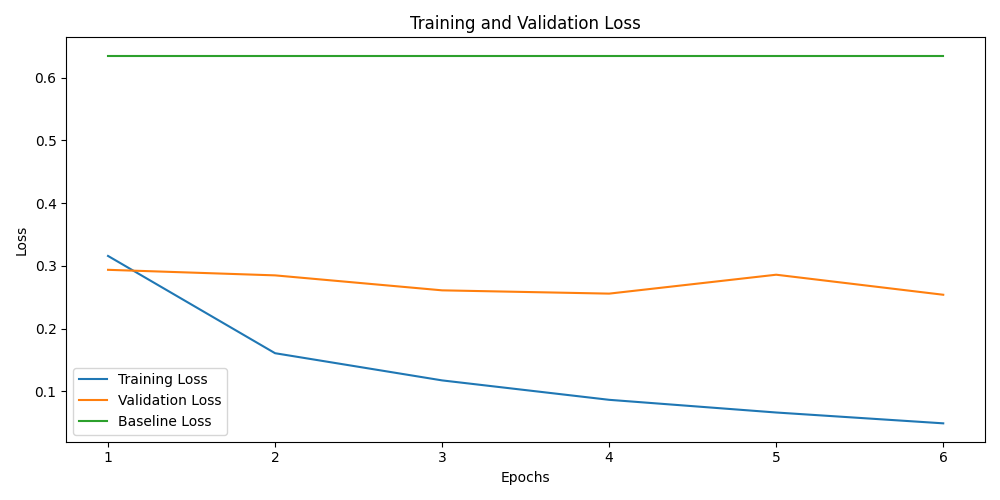 Training and Validation Loss
Loss
0.6
0.5
0.4
0.3
0.2
0.1
Training Loss
Validation Loss
Baseline Loss
1 2 3 4 5 6
Epochs